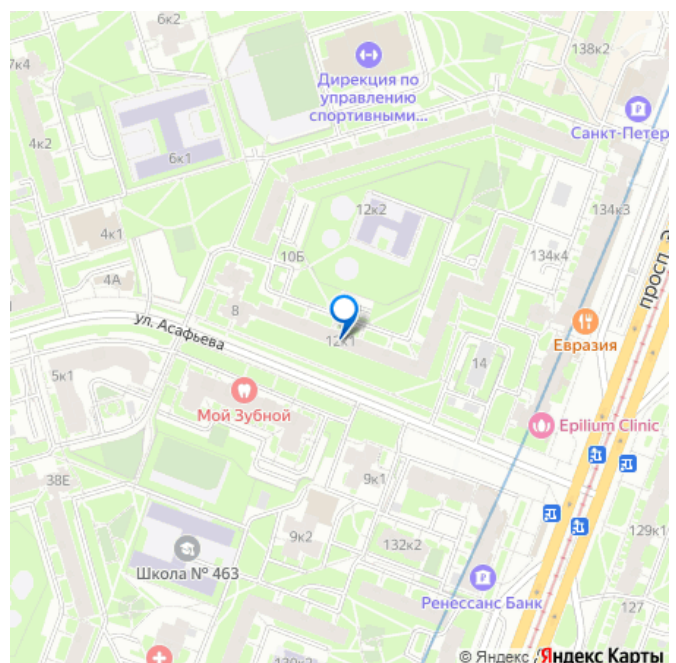 6к2
138к2
7к4
Дирекция по
управлению
спортивными...
Санкт-Петер
4к2
6к1
12к2
134к3
4к1
10Б
134к4
4А
просп. Э
8
ул. Асафьева
12к1
Евразия
14
5к1
Мой Зубной
Epilium Clinic
38Е
9к1
9к2
132к2
129к1
Школа № 463
Ренессанс Банк
127
130к2
© Яндекс Яндекс Карты